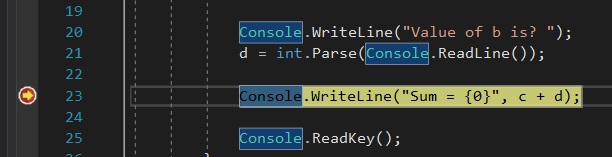 19
20 Console.WriteLine("Value of b is? ");
21 d = int.Parse(Console.ReadLine());
22
23 Console.WriteLine("Sum = {0}", c + d);
24
25 Console.ReadKey();